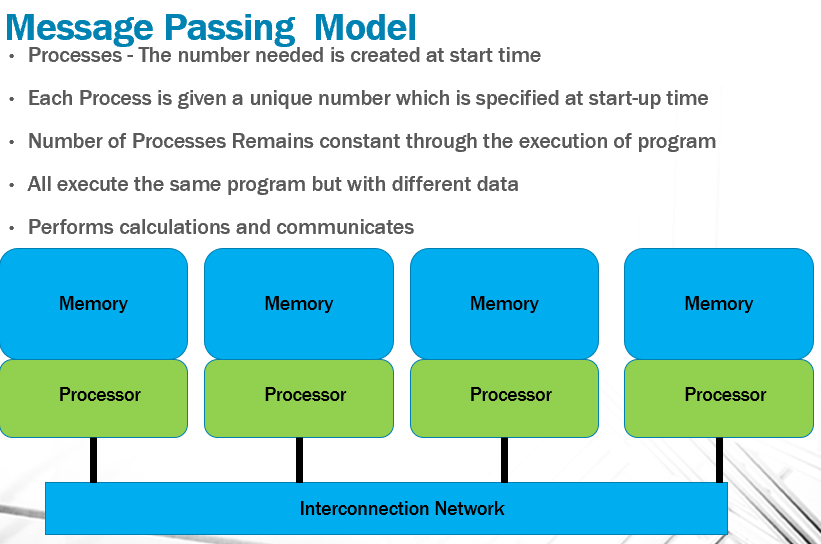 Message Passing Model
• Processes - The number needed is created at start time
• Each Process is given a unique number which is specified at start-up time
• Number of Processes Remains constant through the execution of program
• All execute the same program but with different data
• Performs calculations and communicates
Memory Memory Memory Memory
Processor Processor Processor Processor
Interconnection Network